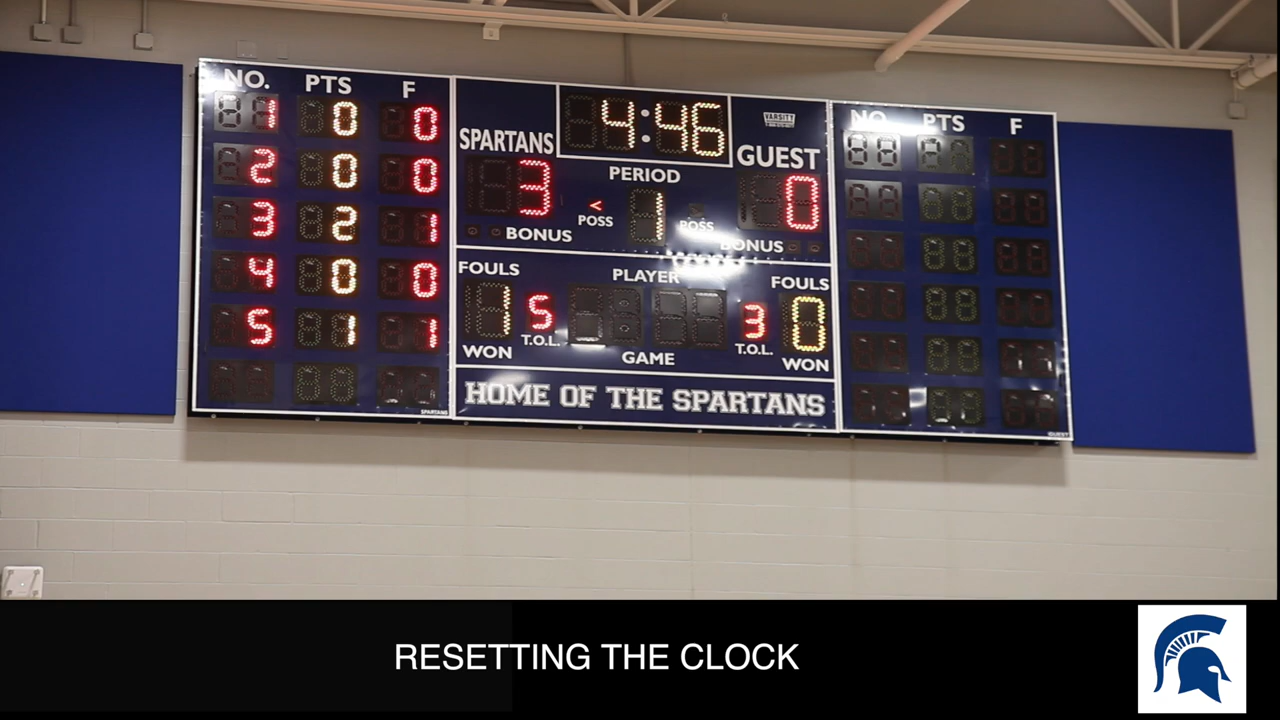 NO. PTS F
1 0 0
2 0 0
3 2 1
4 0 0
5 1 1
SPARTANS
4:46
VARSITY
GUEST
3
PERIOD
1
0
<
POSS
POSS
BONUS
BONUS
FOULS
PLAYER
FOULS
1
5
3
0
T.O.L.
T.O.L.
WON
GAME
WON
HOME OF THE SPARTANS
SPARTANS
NO. PTS F
GUEST
RESETTING THE CLOCK